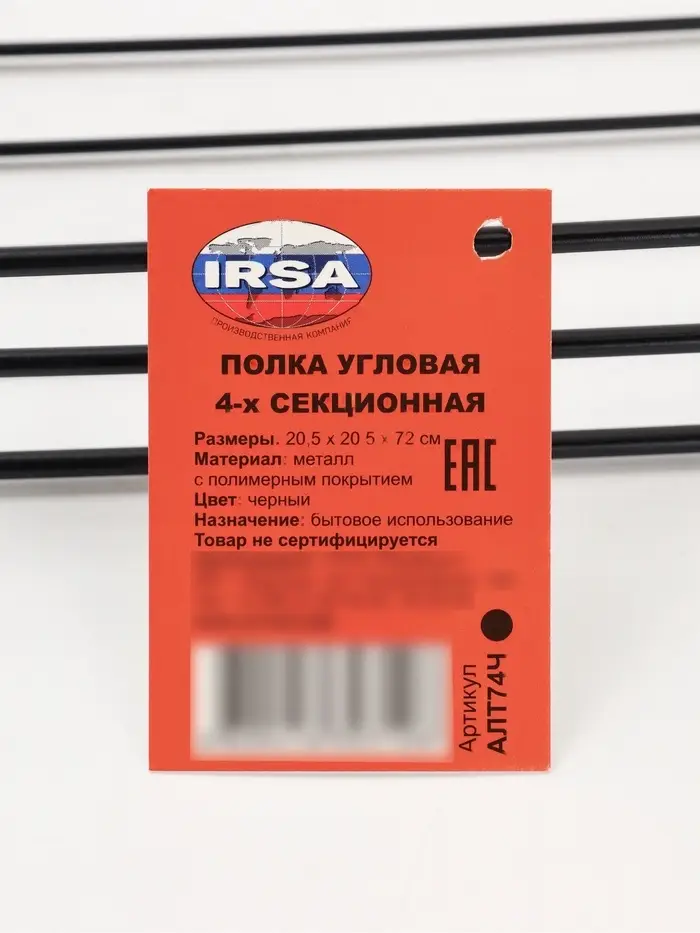 IRSA
ПРОИЗВОДСТВЕННАЯ КОМПАНИЯ
ПОЛКА УГЛОВАЯ
4-х СЕКЦИОННАЯ
Размеры. 20,5 х 20 5 х 72 см
EAC
Материал: металл
с полимерным покрытием
Цвет: черный
Назначение: бытовое использование
Товар не сертифицируется
Артикул
АЛТ74Ч